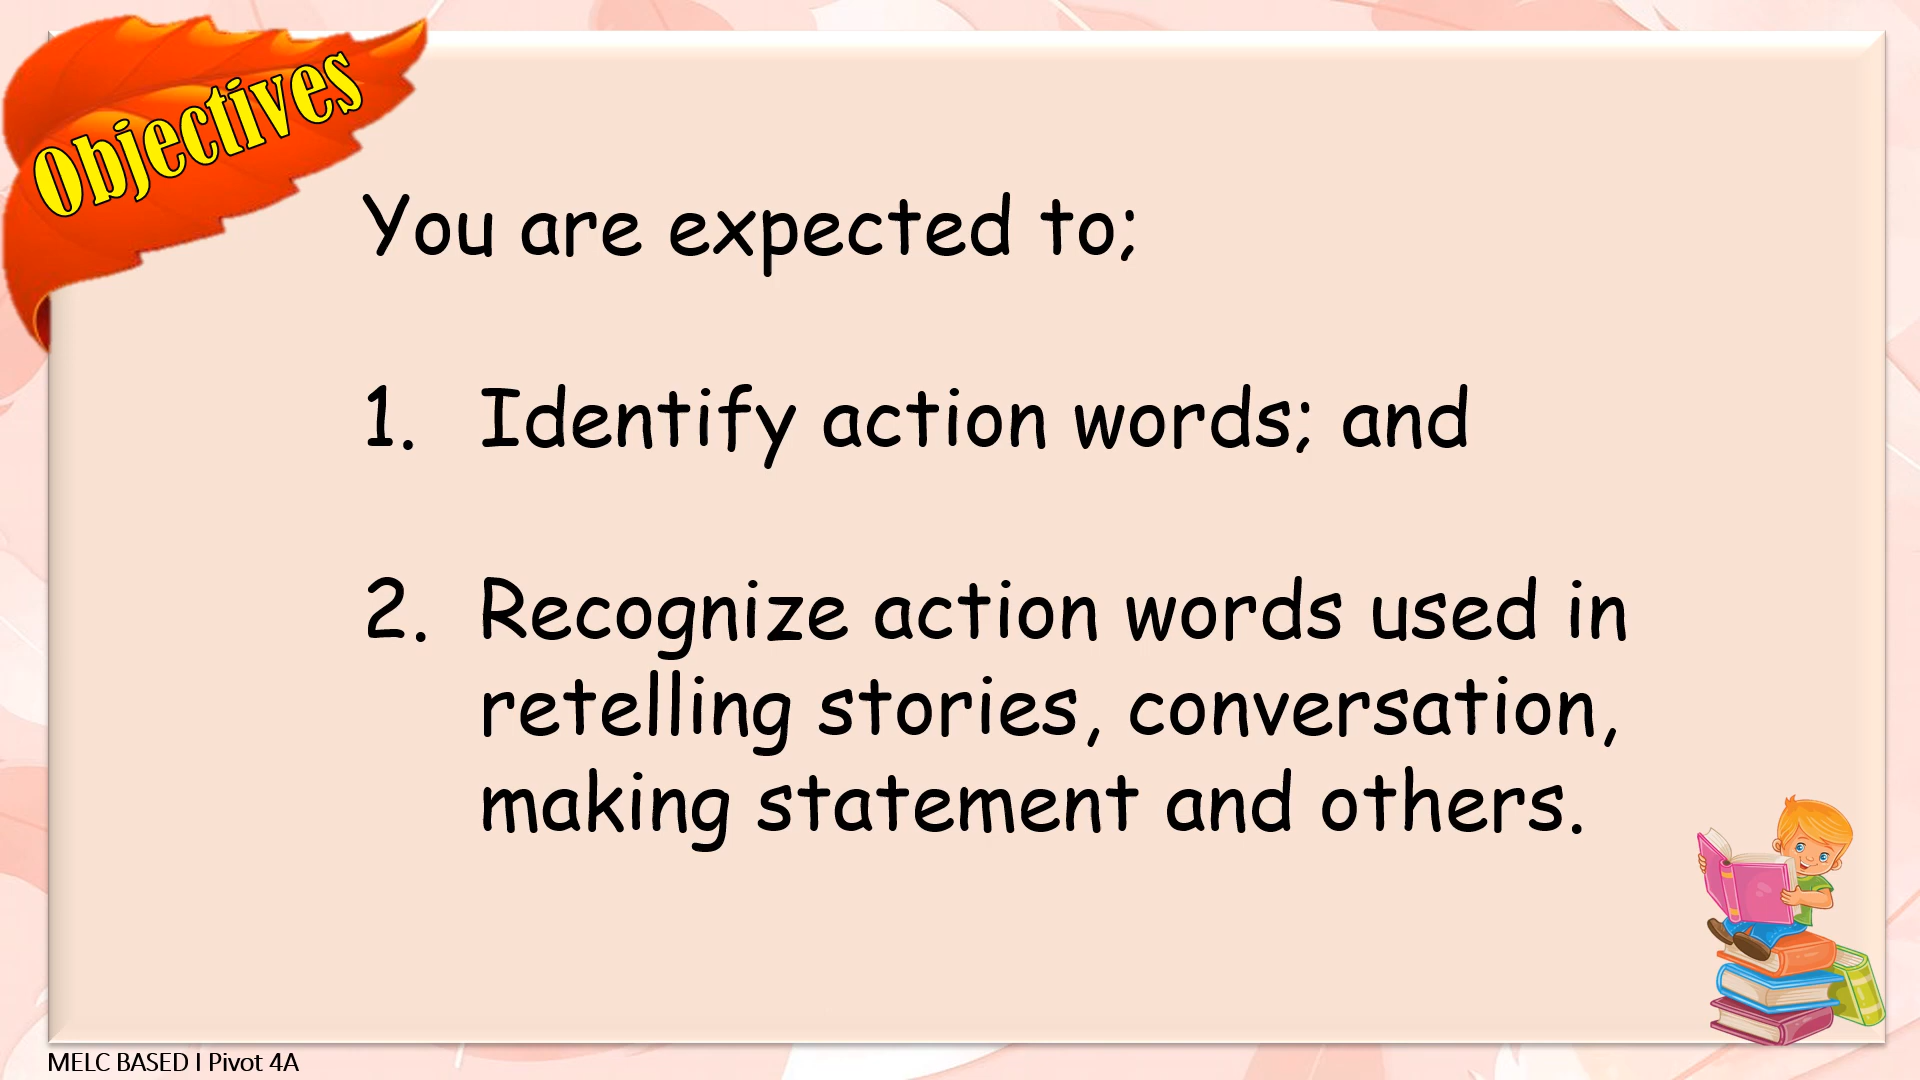 Objectives
You are expected to;
1. Identify action words; and
2. Recognize action words used in
retelling stories, conversation,
making statement and others.
MELC BASED l Pivot 4A